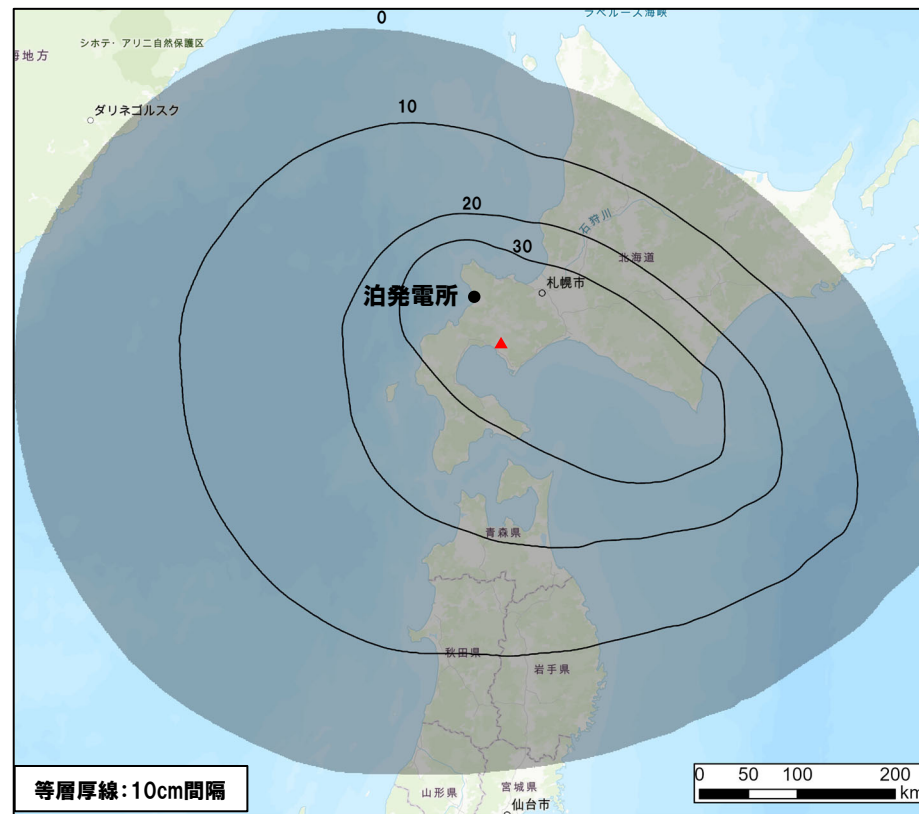 0
ラペルーズ海峡
シホテ・アリニ自然保護区
海地方
ダリネゴルスク
10
20
30
石狩川
北海道
泊発電所
札幌市
青森県
秋田県
岩手県
山形県
宮城県
仙台市
等層厚線:10cm間隔
0 50 100 200
km